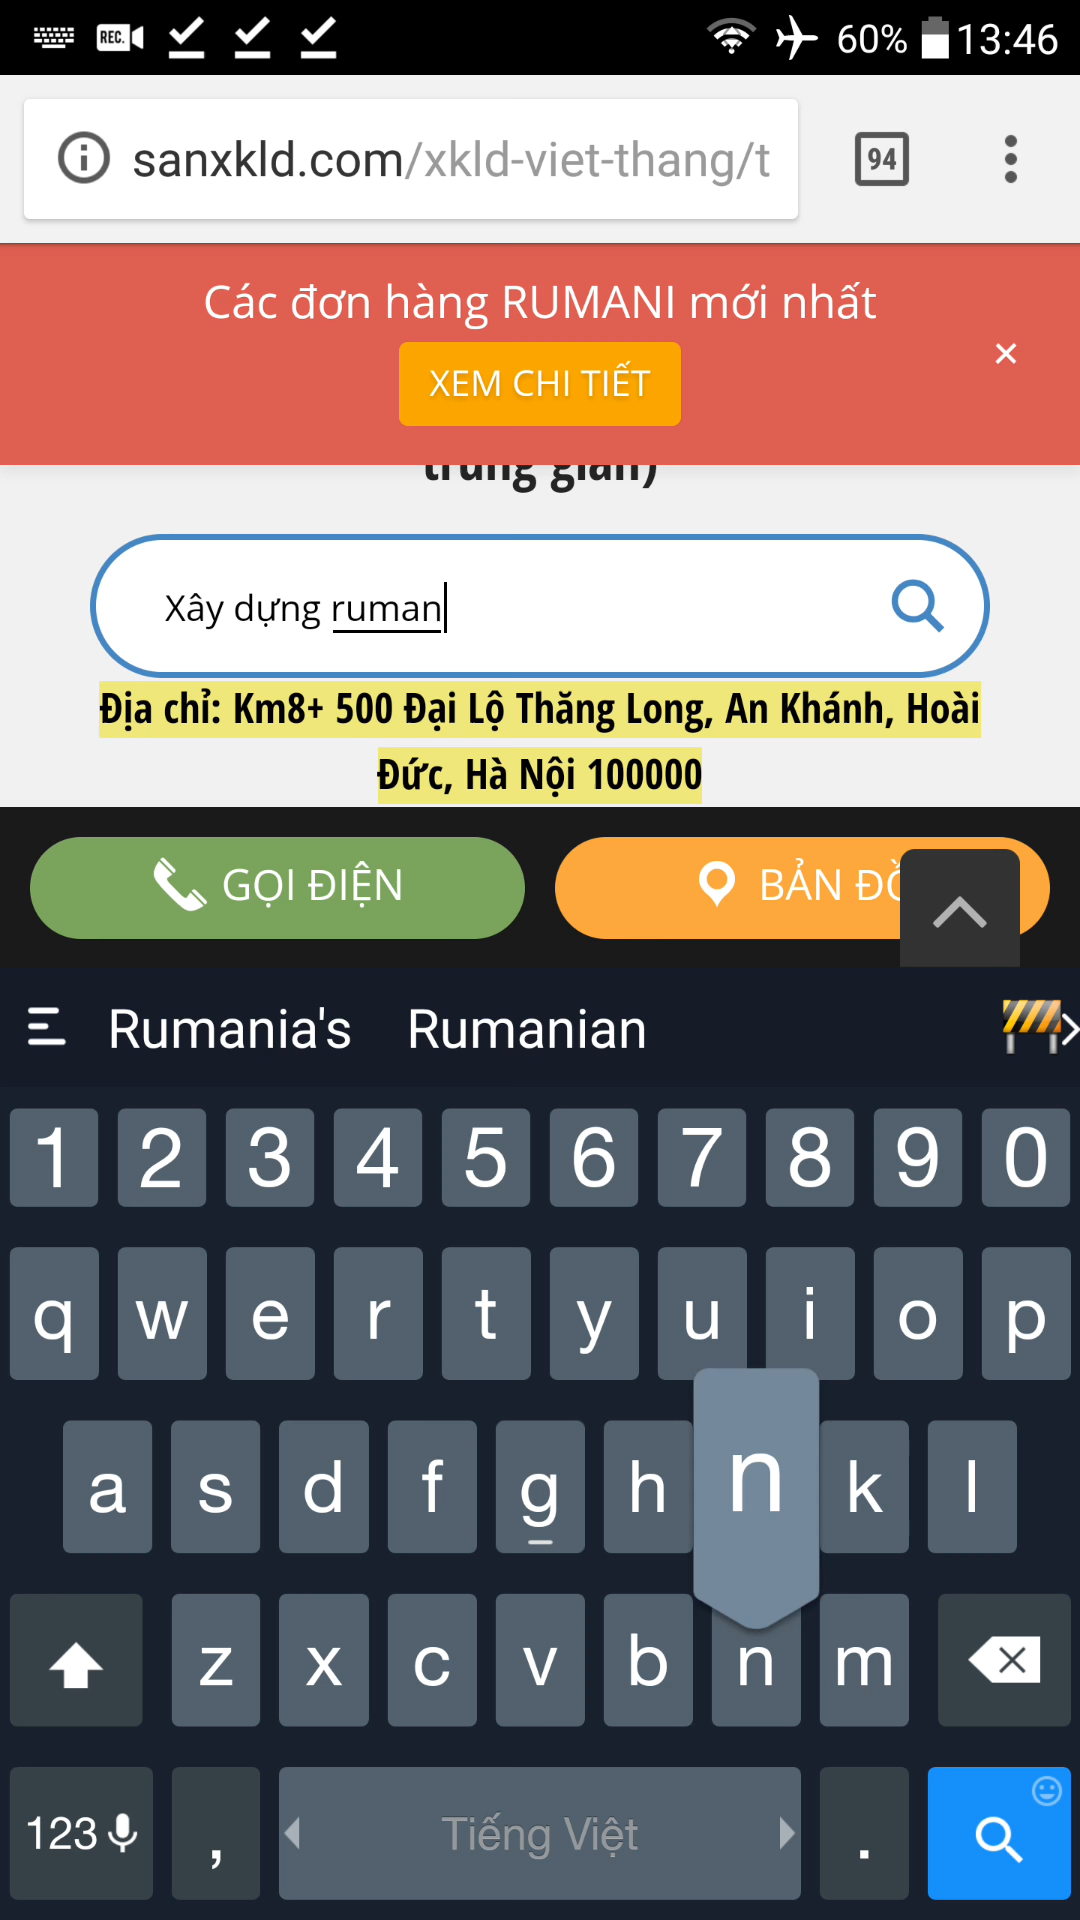 REC. 60% 13:46
sanxkld.com/xkld-viet-thang/t 94
Các đơn hàng RUMANI mới nhất
XEM CHI TIẾT
×
trung gian)
Xây dựng ruman
Địa chỉ: Km8+ 500 Đại Lộ Thăng Long, An Khánh, Hoài
Đức, Hà Nội 100000
GỌI ĐIỆN BẢN ĐỒ
Rumania's Rumanian
1 2 3 4 5 6 7 8 9 0
q w e r t y u i o p
a s d f g h n k l
z x c v b n m
123 , Tiếng Việt .